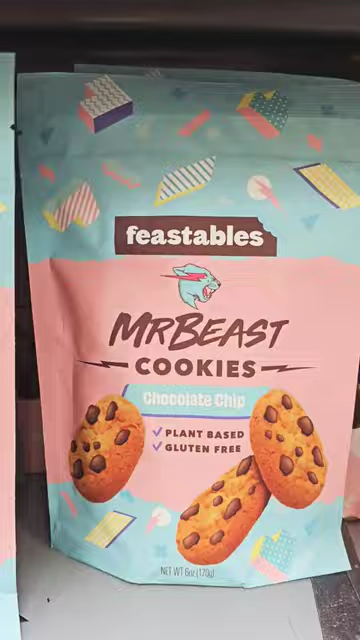 feastables
MRBEAST
COOKIES
Chocolate Chip
PLANT BASED
GLUTEN FREE
NET WT 6oz (170g)